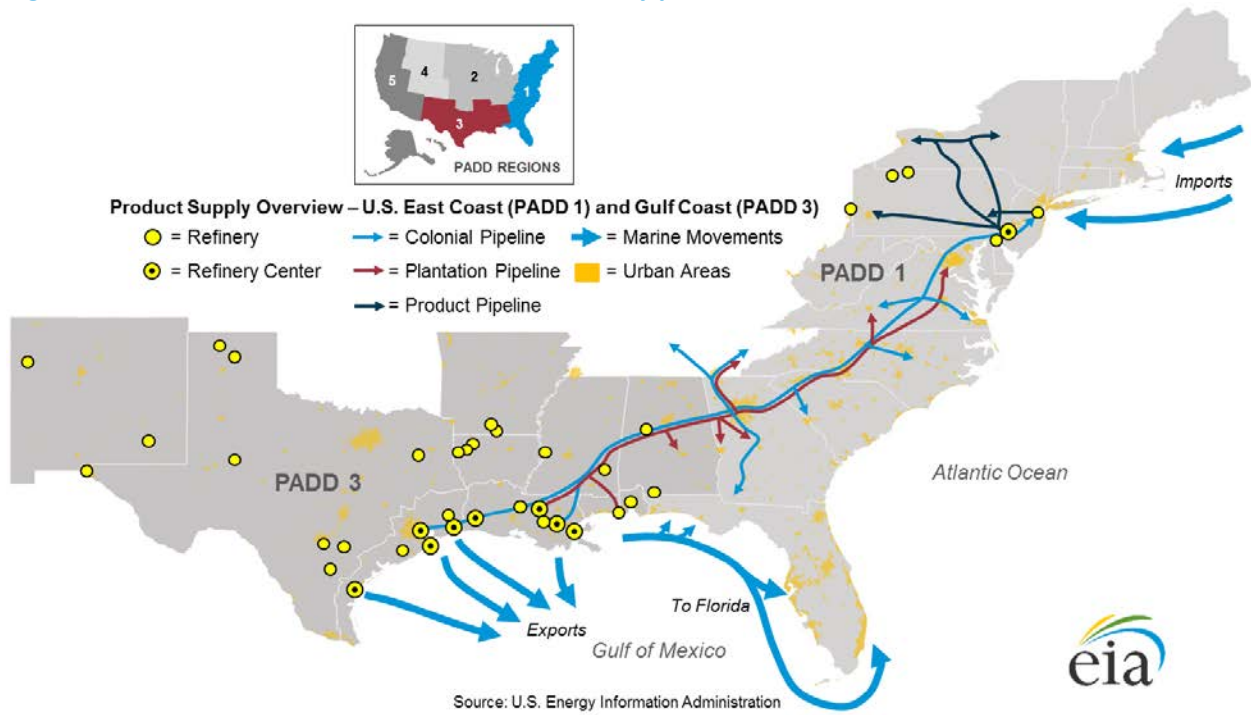 5
4
2
1
3
PADD REGIONS
Product Supply Overview – U.S. East Coast (PADD 1) and Gulf Coast (PADD 3)
= Refinery
= Colonial Pipeline
= Marine Movements
= Refinery Center
= Plantation Pipeline
= Urban Areas
= Product Pipeline
Imports
PADD 1
PADD 3
Atlantic Ocean
To Florida
Exports
Gulf of Mexico
eia
Source: U.S. Energy Information Administration